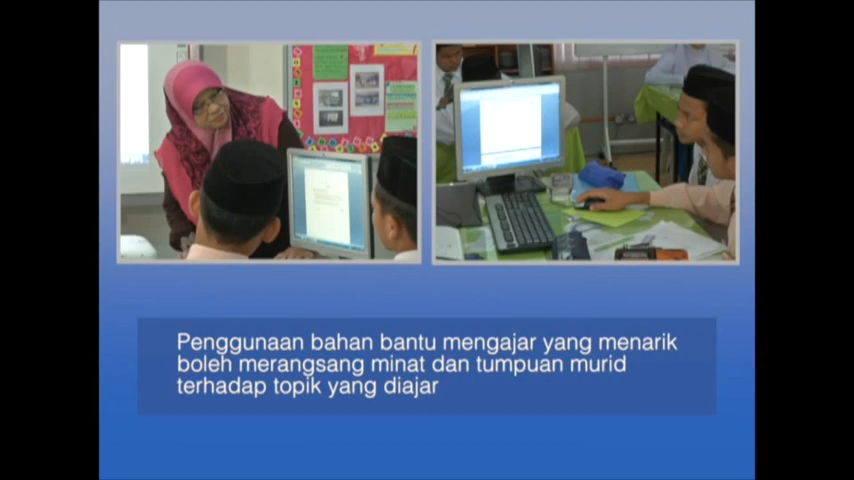 Penggunaan bahan bantu mengajar yang menarik
boleh merangsang minat dan tumpuan murid
terhadap topik yang diajar